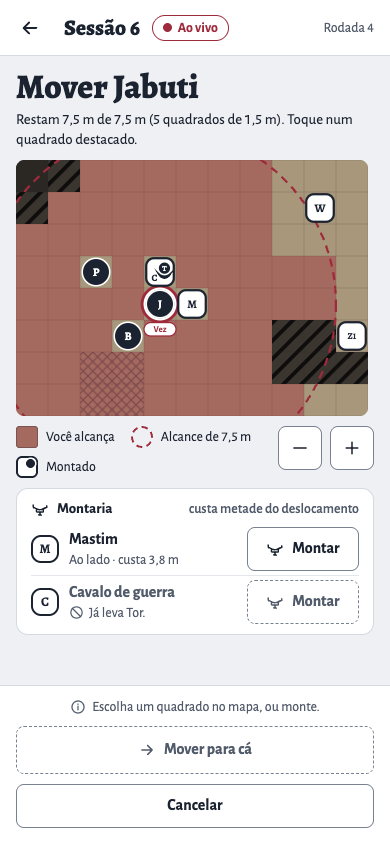 Sessão 6
Ao vivo
Rodada 4
Mover Jabuti
Restam 7,5 m de 7,5 m (5 quadrados de 1,5 m). Toque num
quadrado destacado.
W
P
T
C
J
M
Vez
B
Z1
Você alcança
Alcance de 7,5 m
Montado
Montaria
custa metade do deslocamento
M
Mastim
Ao lado · custa 3,8 m
Montar
C
Cavalo de guerra
Já leva Tor.
Montar
Escolha um quadrado no mapa, ou monte.
Mover para cá
Cancelar